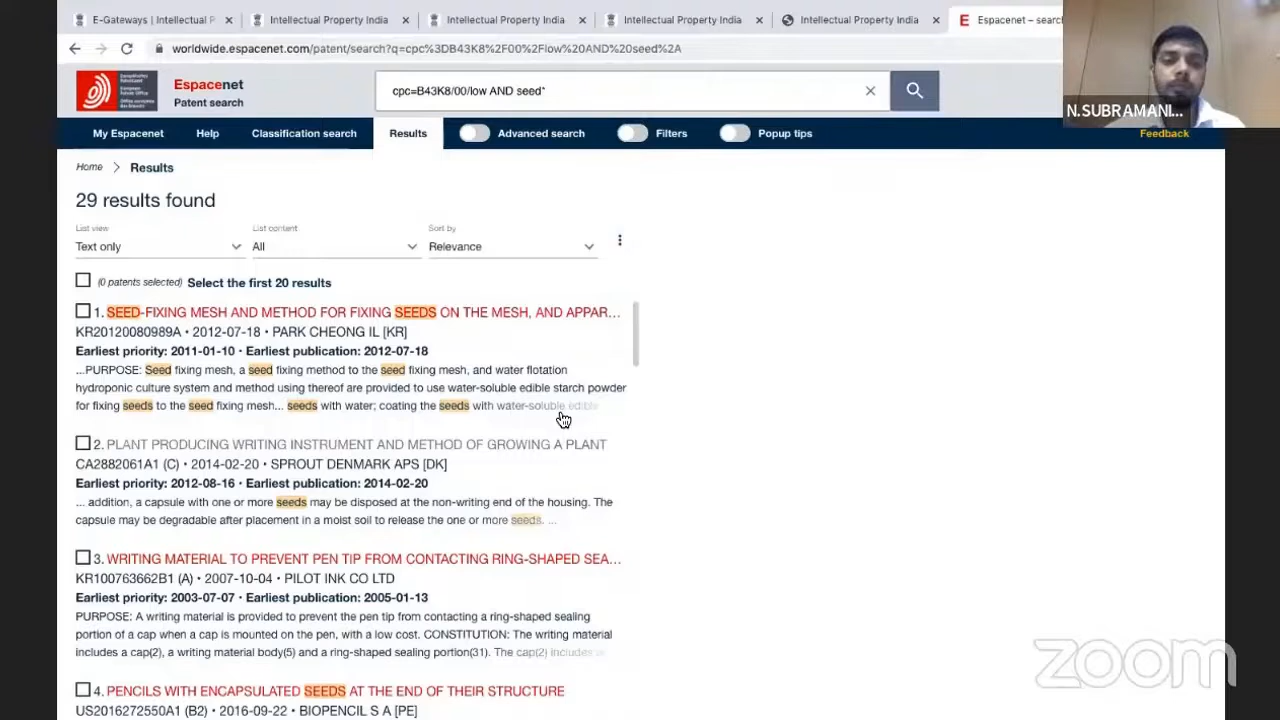 E-Gateways | Intellectual P
Intellectual Property India
Intellectual Property India
Intellectual Property India
Intellectual Property India
Espacenet – search
worldwide.espacenet.com/patent/search?q=cpc%3DB43K8%2F00%2Flow%20AND%20seed%2A
N.SUBRAMANI...
Espacenet
Patent search
cpc=B43K8/00/low AND seed*
My Espacenet
Help
Classification search
Results
Advanced search
Filters
Popup tips
Feedback
Home > Results
29 results found
List view
List content
Sort by
Text only
All
Relevance
(0 patents selected) Select the first 20 results
1. SEED-FIXING MESH AND METHOD FOR FIXING SEEDS ON THE MESH, AND APPAR...
KR20120080989A • 2012-07-18 • PARK CHEONG IL [KR]
Earliest priority: 2011-01-10 • Earliest publication: 2012-07-18
...PURPOSE: Seed fixing mesh, a seed fixing method to the seed fixing mesh, and water flotation
hydroponic culture system and method using thereof are provided to use water-soluble edible starch powder
for fixing seeds to the seed fixing mesh... seeds with water; coating the seeds with water-soluble edible
2. PLANT PRODUCING WRITING INSTRUMENT AND METHOD OF GROWING A PLANT
CA2882061A1 (C) • 2014-02-20 • SPROUT DENMARK APS [DK]
Earliest priority: 2012-08-16 • Earliest publication: 2014-02-20
... addition, a capsule with one or more seeds may be disposed at the non-writing end of the housing. The
capsule may be degradable after placement in a moist soil to release the one or more seeds. ...
3. WRITING MATERIAL TO PREVENT PEN TIP FROM CONTACTING RING-SHAPED SEA...
KR100763662B1 (A) • 2007-10-04 • PILOT INK CO LTD
Earliest priority: 2003-07-07 • Earliest publication: 2005-01-13
PURPOSE: A writing material is provided to prevent the pen tip from contacting a ring-shaped sealing
portion of a cap when a cap is mounted on the pen, with a low cost. CONSTITUTION: The writing material
includes a cap(2), a writing material body(5) and a ring-shaped sealing portion(31). The cap(2) includes
4. PENCILS WITH ENCAPSULATED SEEDS AT THE END OF THEIR STRUCTURE
US2016272550A1 (B2) • 2016-09-22 • BIOPENCIL S A [PE]
zoom